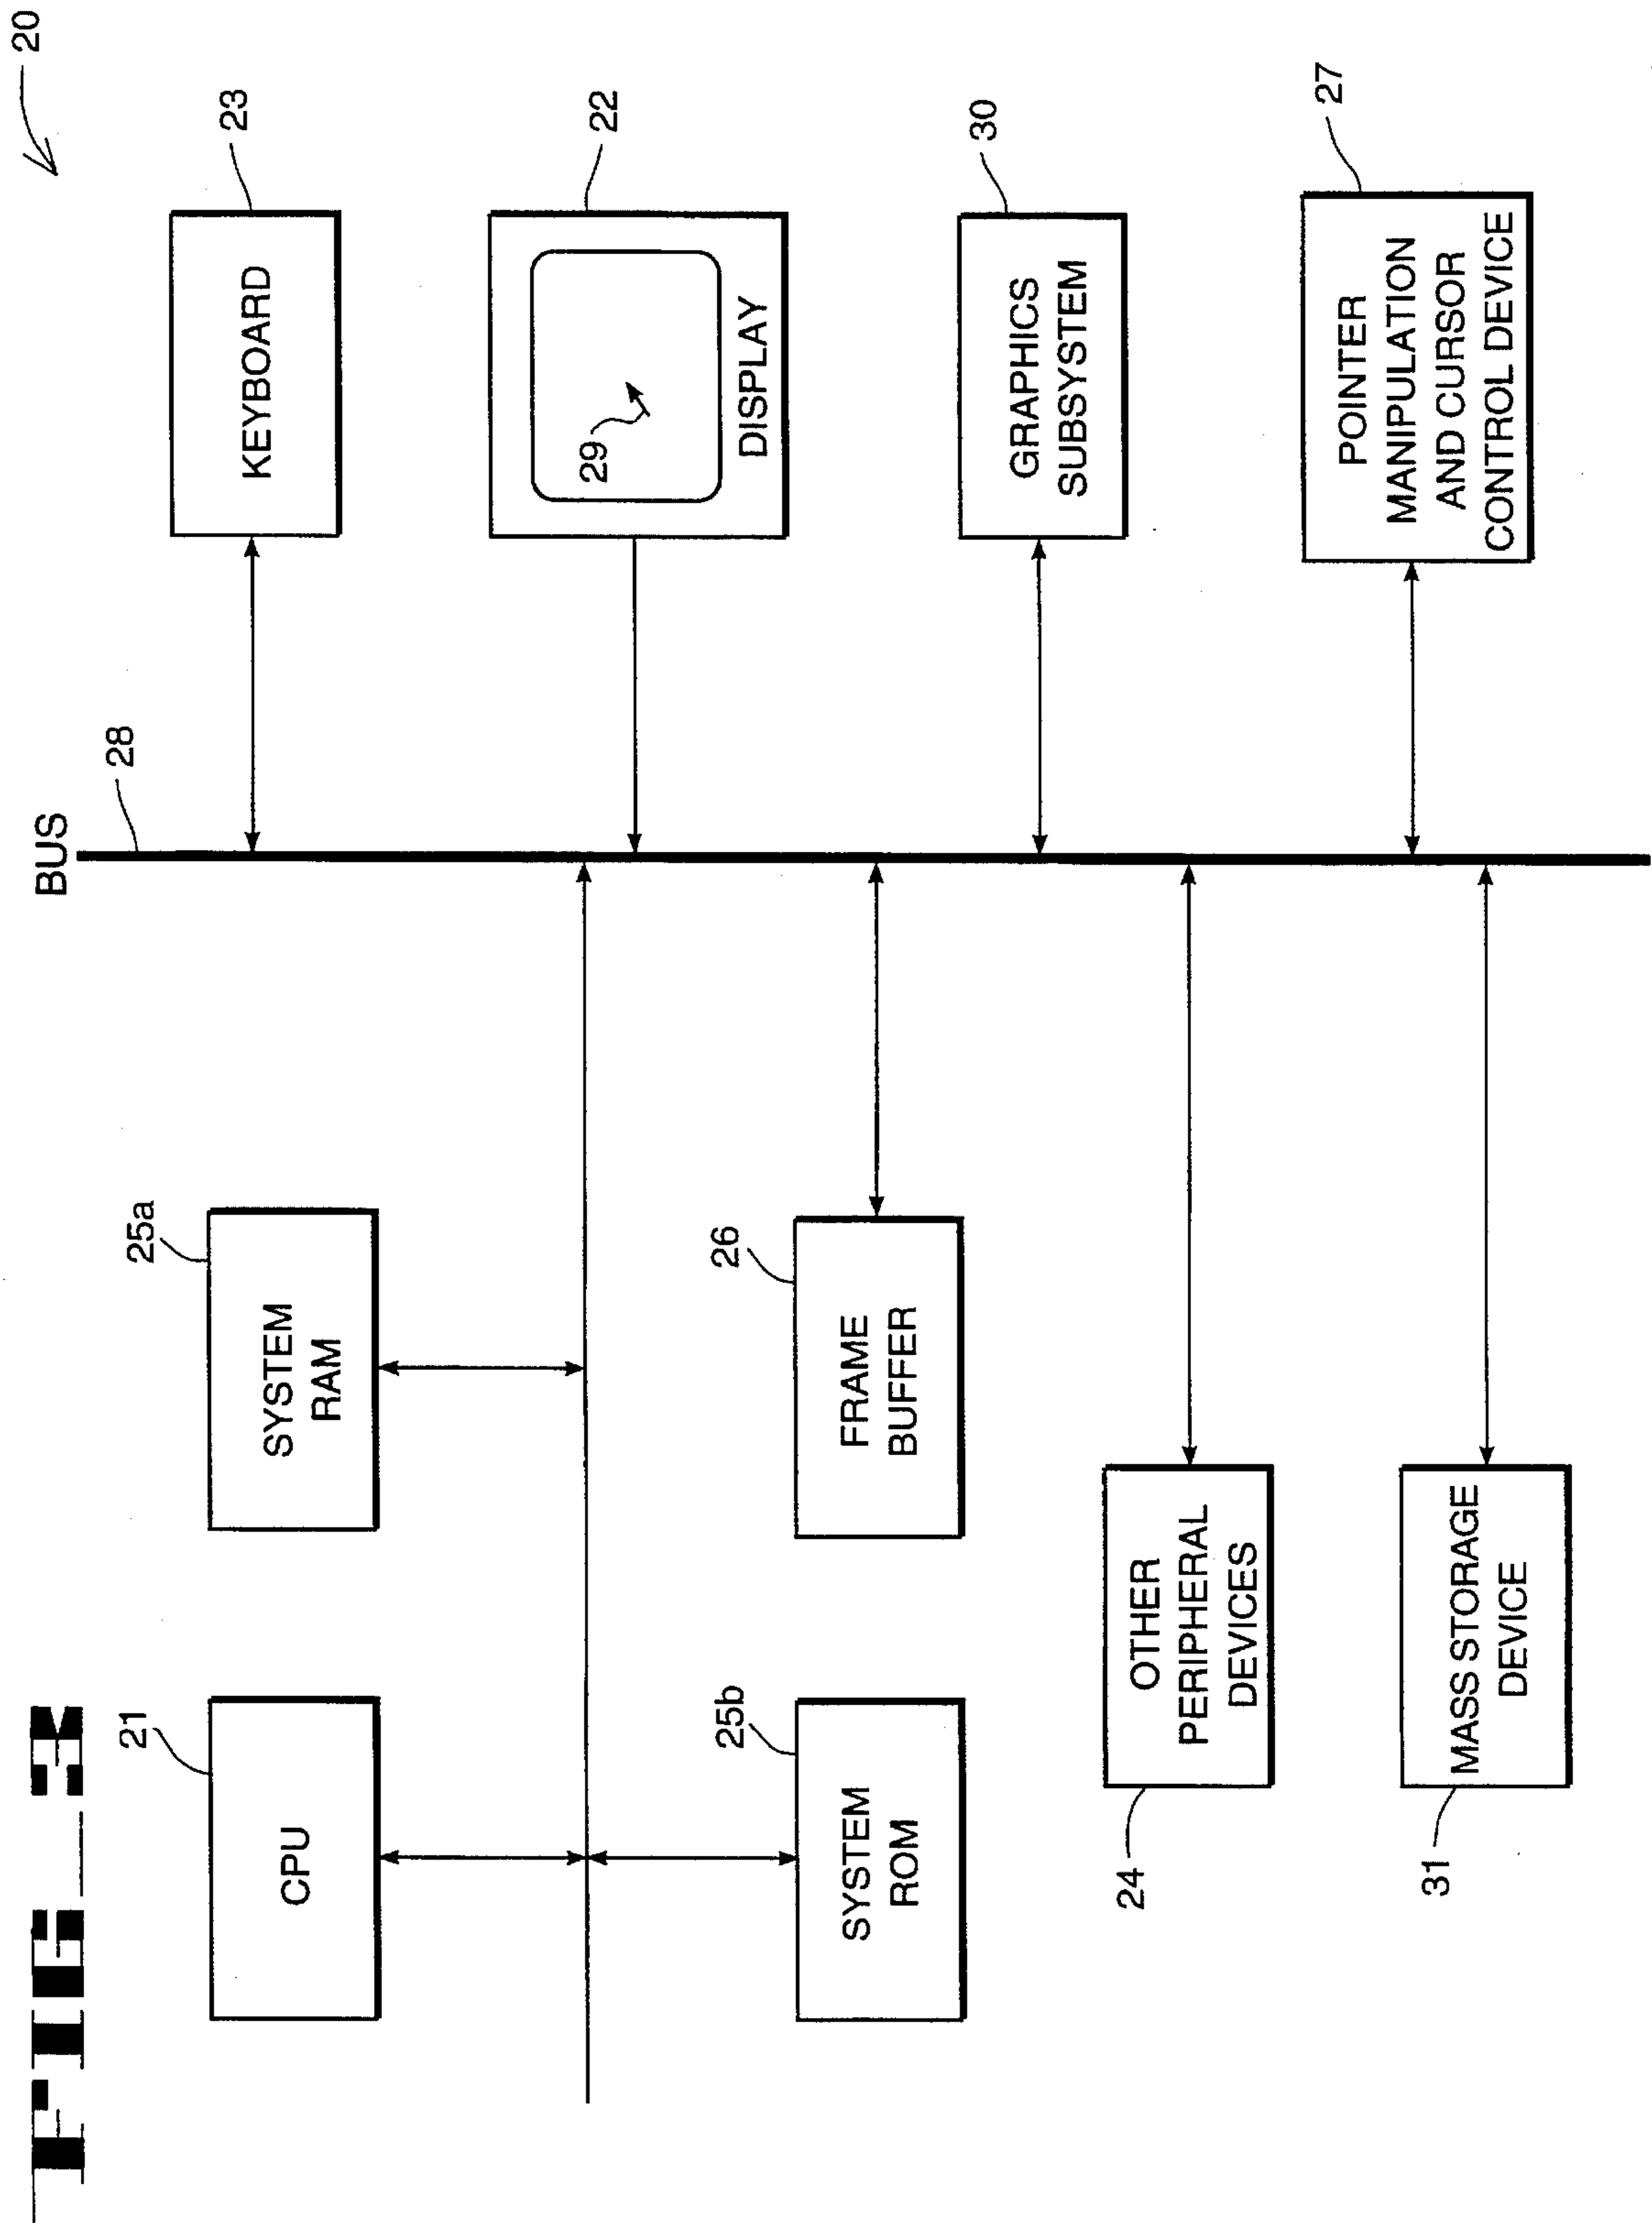 FIG_3
BUS
20
28
21
25a
23
CPU
SYSTEM
RAM
KEYBOARD
22
29
DISPLAY
25b
26
SYSTEM
ROM
FRAME
BUFFER
30
GRAPHICS
SUBSYSTEM
24
OTHER
PERIPHERAL
DEVICES
27
POINTER
MANIPULATION
AND CURSOR
CONTROL DEVICE
31
MASS STORAGE
DEVICE